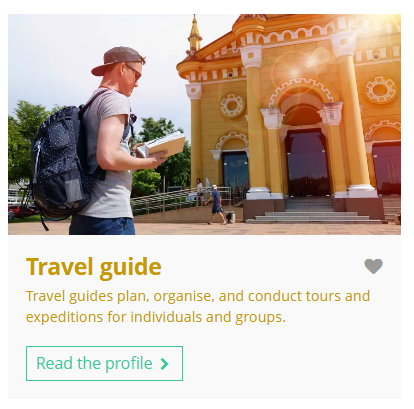 Travel guide
Travel guides plan, organise, and conduct tours and
expeditions for individuals and groups.
Read the profile